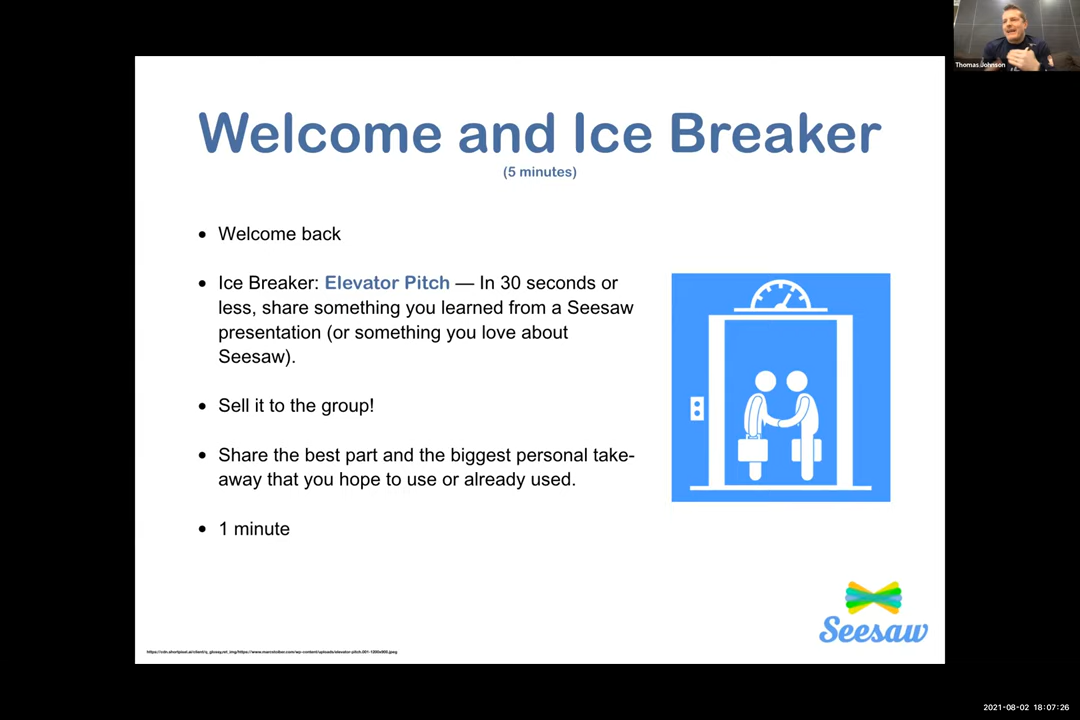 Thomas Johnson
Welcome and Ice Breaker
(5 minutes)
• Welcome back
• Ice Breaker: Elevator Pitch — In 30 seconds or
less, share something you learned from a Seesaw
presentation (or something you love about
Seesaw).
• Sell it to the group!
• Share the best part and the biggest personal take-
away that you hope to use or already used.
• 1 minute
Seesaw
2021-08-02 18:07:26